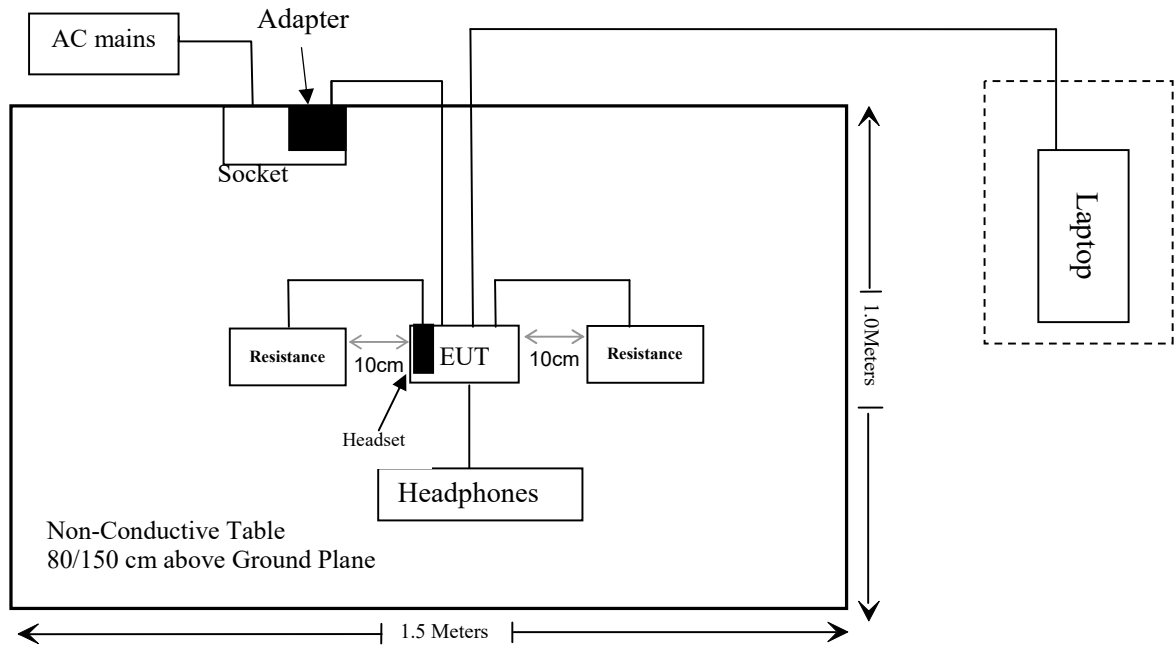 AC mains
Adapter
Socket
Laptop
1.0Meters
Resistance
10cm
EUT
10cm
Resistance
Headset
Headphones
Non-Conductive Table
80/150 cm above Ground Plane
1.5 Meters